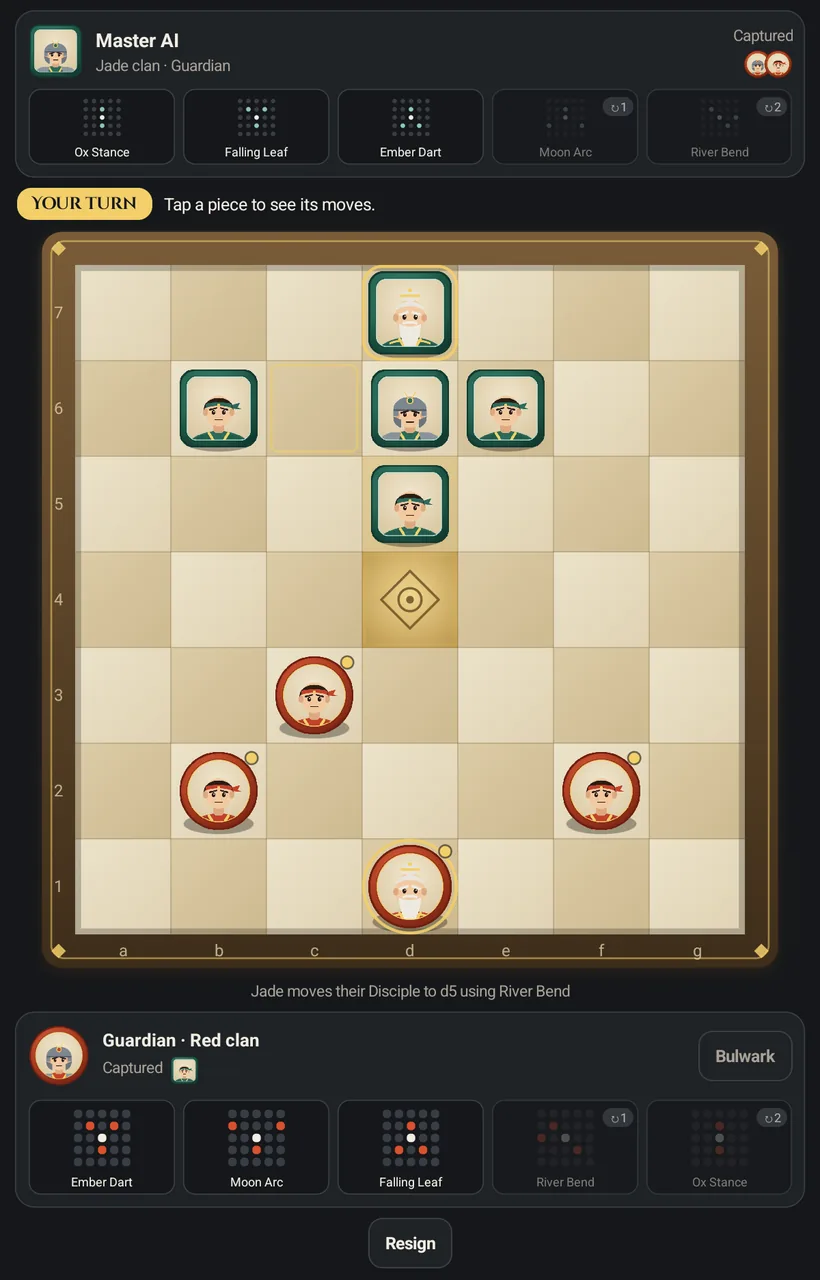 Master AI
Jade clan · Guardian
Captured
Ox Stance
Falling Leaf
Ember Dart
↻1
Moon Arc
↻2
River Bend
YOUR TURN
Tap a piece to see its moves.
7
6
5
4
3
2
1
a b c d e f g
Jade moves their Disciple to d5 using River Bend
Guardian · Red clan
Captured
Bulwark
Ember Dart
Moon Arc
Falling Leaf
↻1
River Bend
↻2
Ox Stance
Resign